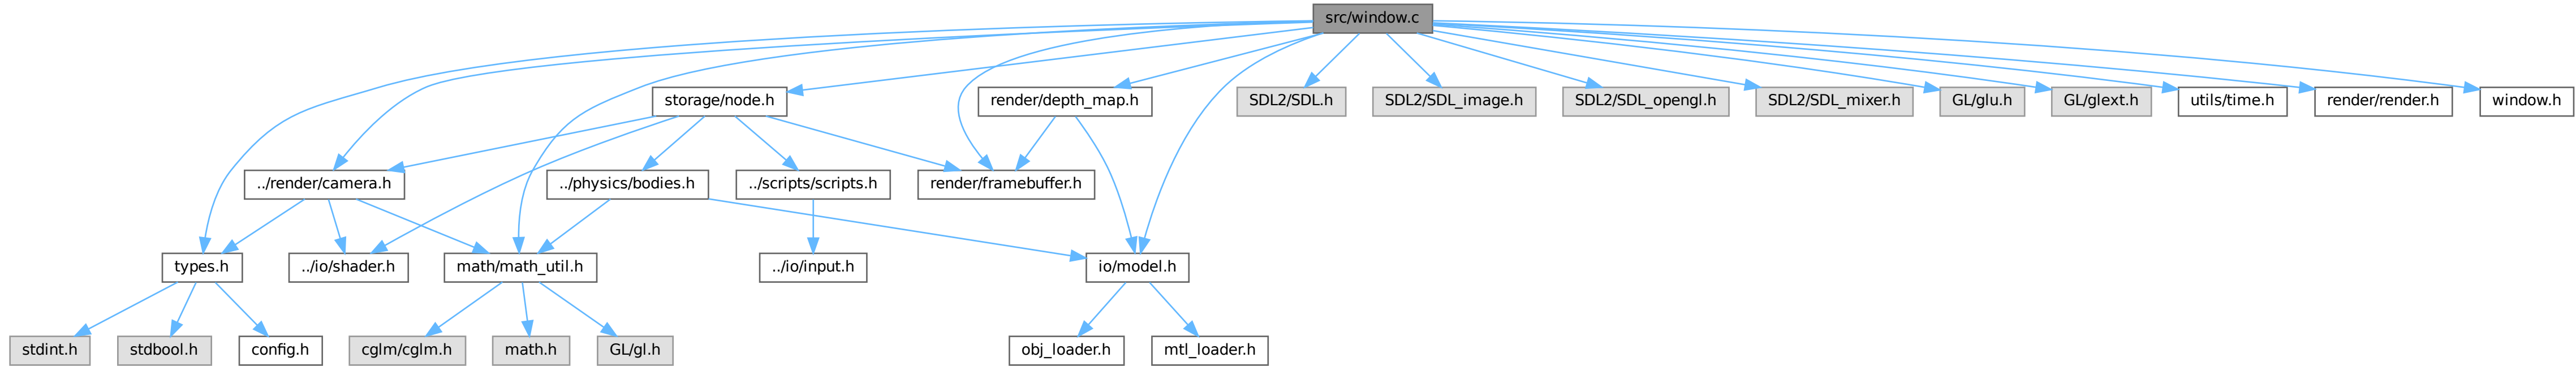 src/window.c
storage/node.h
render/depth_map.h
SDL2/SDL.h
SDL2/SDL_image.h
SDL2/SDL_opengl.h
SDL2/SDL_mixer.h
GL/glu.h
GL/glext.h
utils/time.h
render/render.h
window.h
../render/camera.h
../physics/bodies.h
../scripts/scripts.h
render/framebuffer.h
types.h
../io/shader.h
math/math_util.h
../io/input.h
io/model.h
stdint.h
stdbool.h
config.h
cglm/cglm.h
math.h
GL/gl.h
obj_loader.h
mtl_loader.h